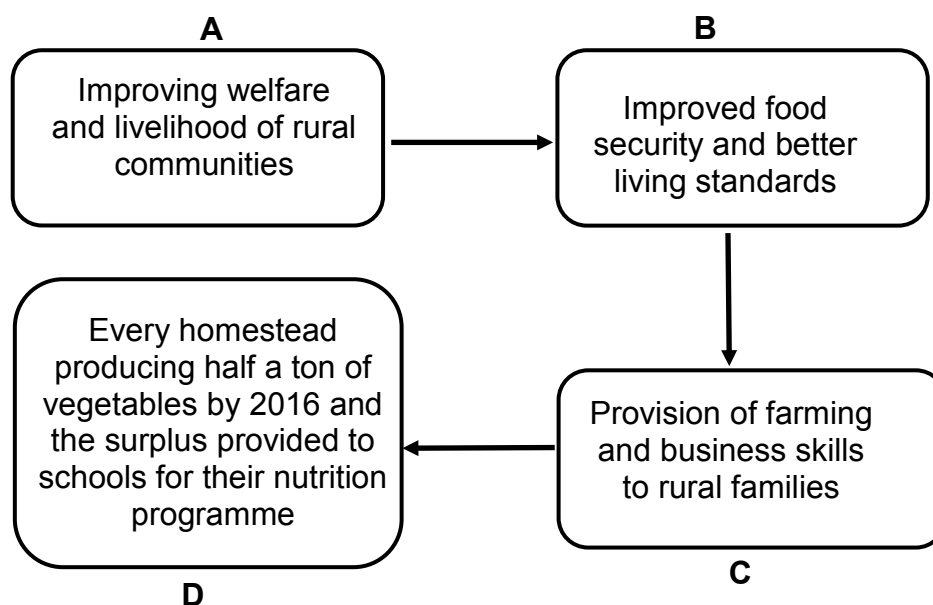 A
Improving welfare
and livelihood of rural
communities
B
Improved food
security and better
living standards
Provision of farming
and business skills
to rural families
C
Every homestead
producing half a ton of
vegetables by 2016 and
the surplus provided to
schools for their nutrition
programme
D